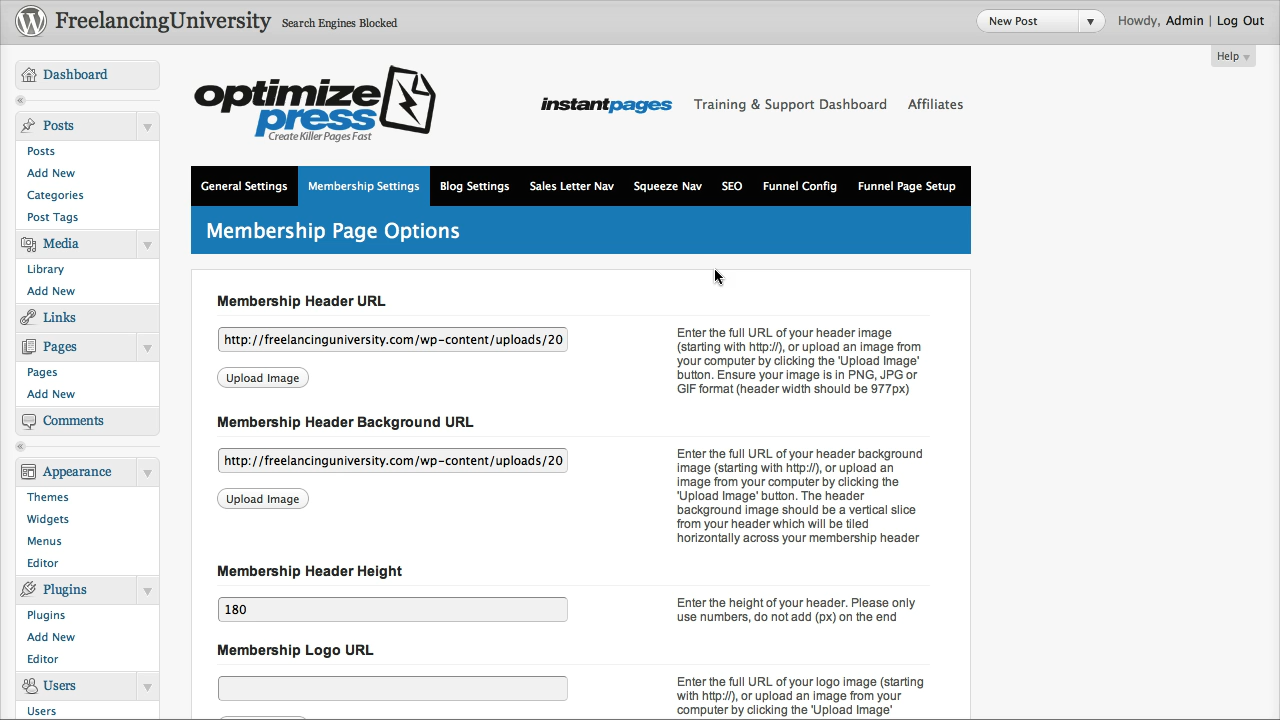 FreelancingUniversity Search Engines Blocked
New Post
Howdy, Admin | Log Out
Help
Dashboard
Posts
Posts
Add New
Categories
Post Tags
Media
Library
Add New
Links
Pages
Pages
Add New
Comments
Appearance
Themes
Widgets
Menus
Editor
Plugins
Plugins
Add New
Editor
Users
Users
optimize
press
Create Killer Pages Fast
instantpages Training & Support Dashboard Affiliates
General Settings Membership Settings Blog Settings Sales Letter Nav Squeeze Nav SEO Funnel Config Funnel Page Setup
Membership Page Options
Membership Header URL
http://freelancinguniversity.com/wp-content/uploads/20
Upload Image
Enter the full URL of your header image
(starting with http://), or upload an image from
your computer by clicking the 'Upload Image'
button. Ensure your image is in PNG, JPG or
GIF format (header width should be 977px)
Membership Header Background URL
http://freelancinguniversity.com/wp-content/uploads/20
Upload Image
Enter the full URL of your header background
image (starting with http://), or upload an
image from your computer by clicking the
'Upload Image' button. The header
background image should be a vertical slice
from your header which will be tiled
horizontally across your membership header
Membership Header Height
180
Enter the height of your header. Please only
use numbers, do not add (px) on the end
Membership Logo URL
Enter the full URL of your logo image (starting
with http://), or upload an image from your
computer by clicking the 'Upload Image'